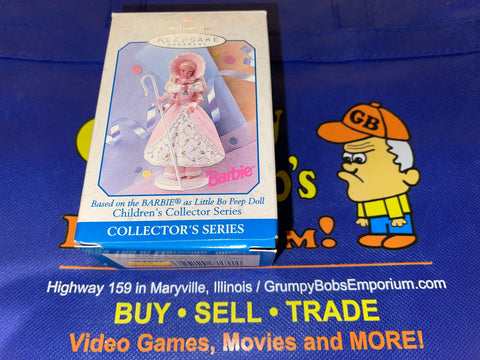 KEEPSAKE
ORNAMENT
Barbie
Based on the BARBIE® as Little Bo Peep Doll
Children's Collector Series
COLLECTOR'S SERIES
GB
's
m!
Highway 159 in Maryville, Illinois / GrumpyBobsEmporium.com
BUY • SELL • TRADE
Video Games, Movies and MORE!